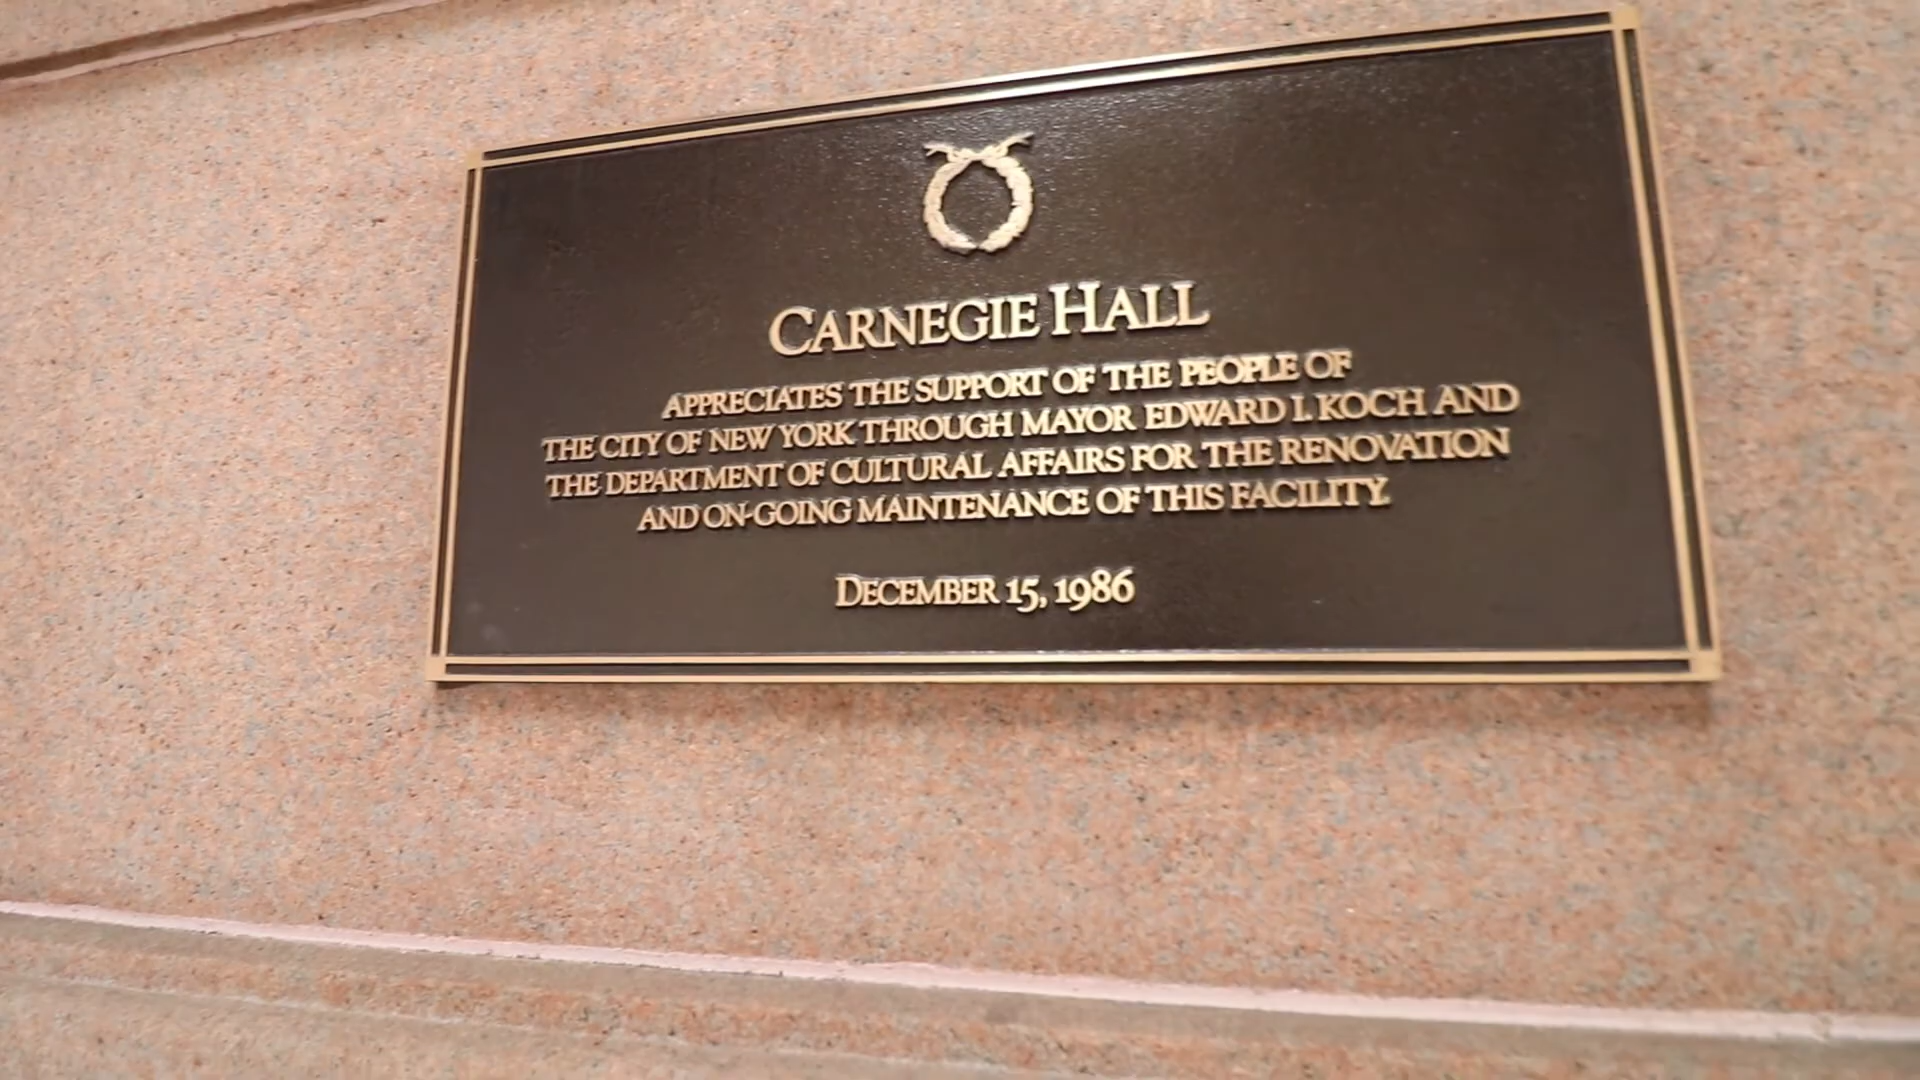 CARNEGIE HALL
APPRECIATES THE SUPPORT OF THE PEOPLE OF
THE CITY OF NEW YORK THROUGH MAYOR EDWARD I. KOCH AND
THE DEPARTMENT OF CULTURAL AFFAIRS FOR THE RENOVATION
AND ON-GOING MAINTENANCE OF THIS FACILITY.
DECEMBER 15, 1986